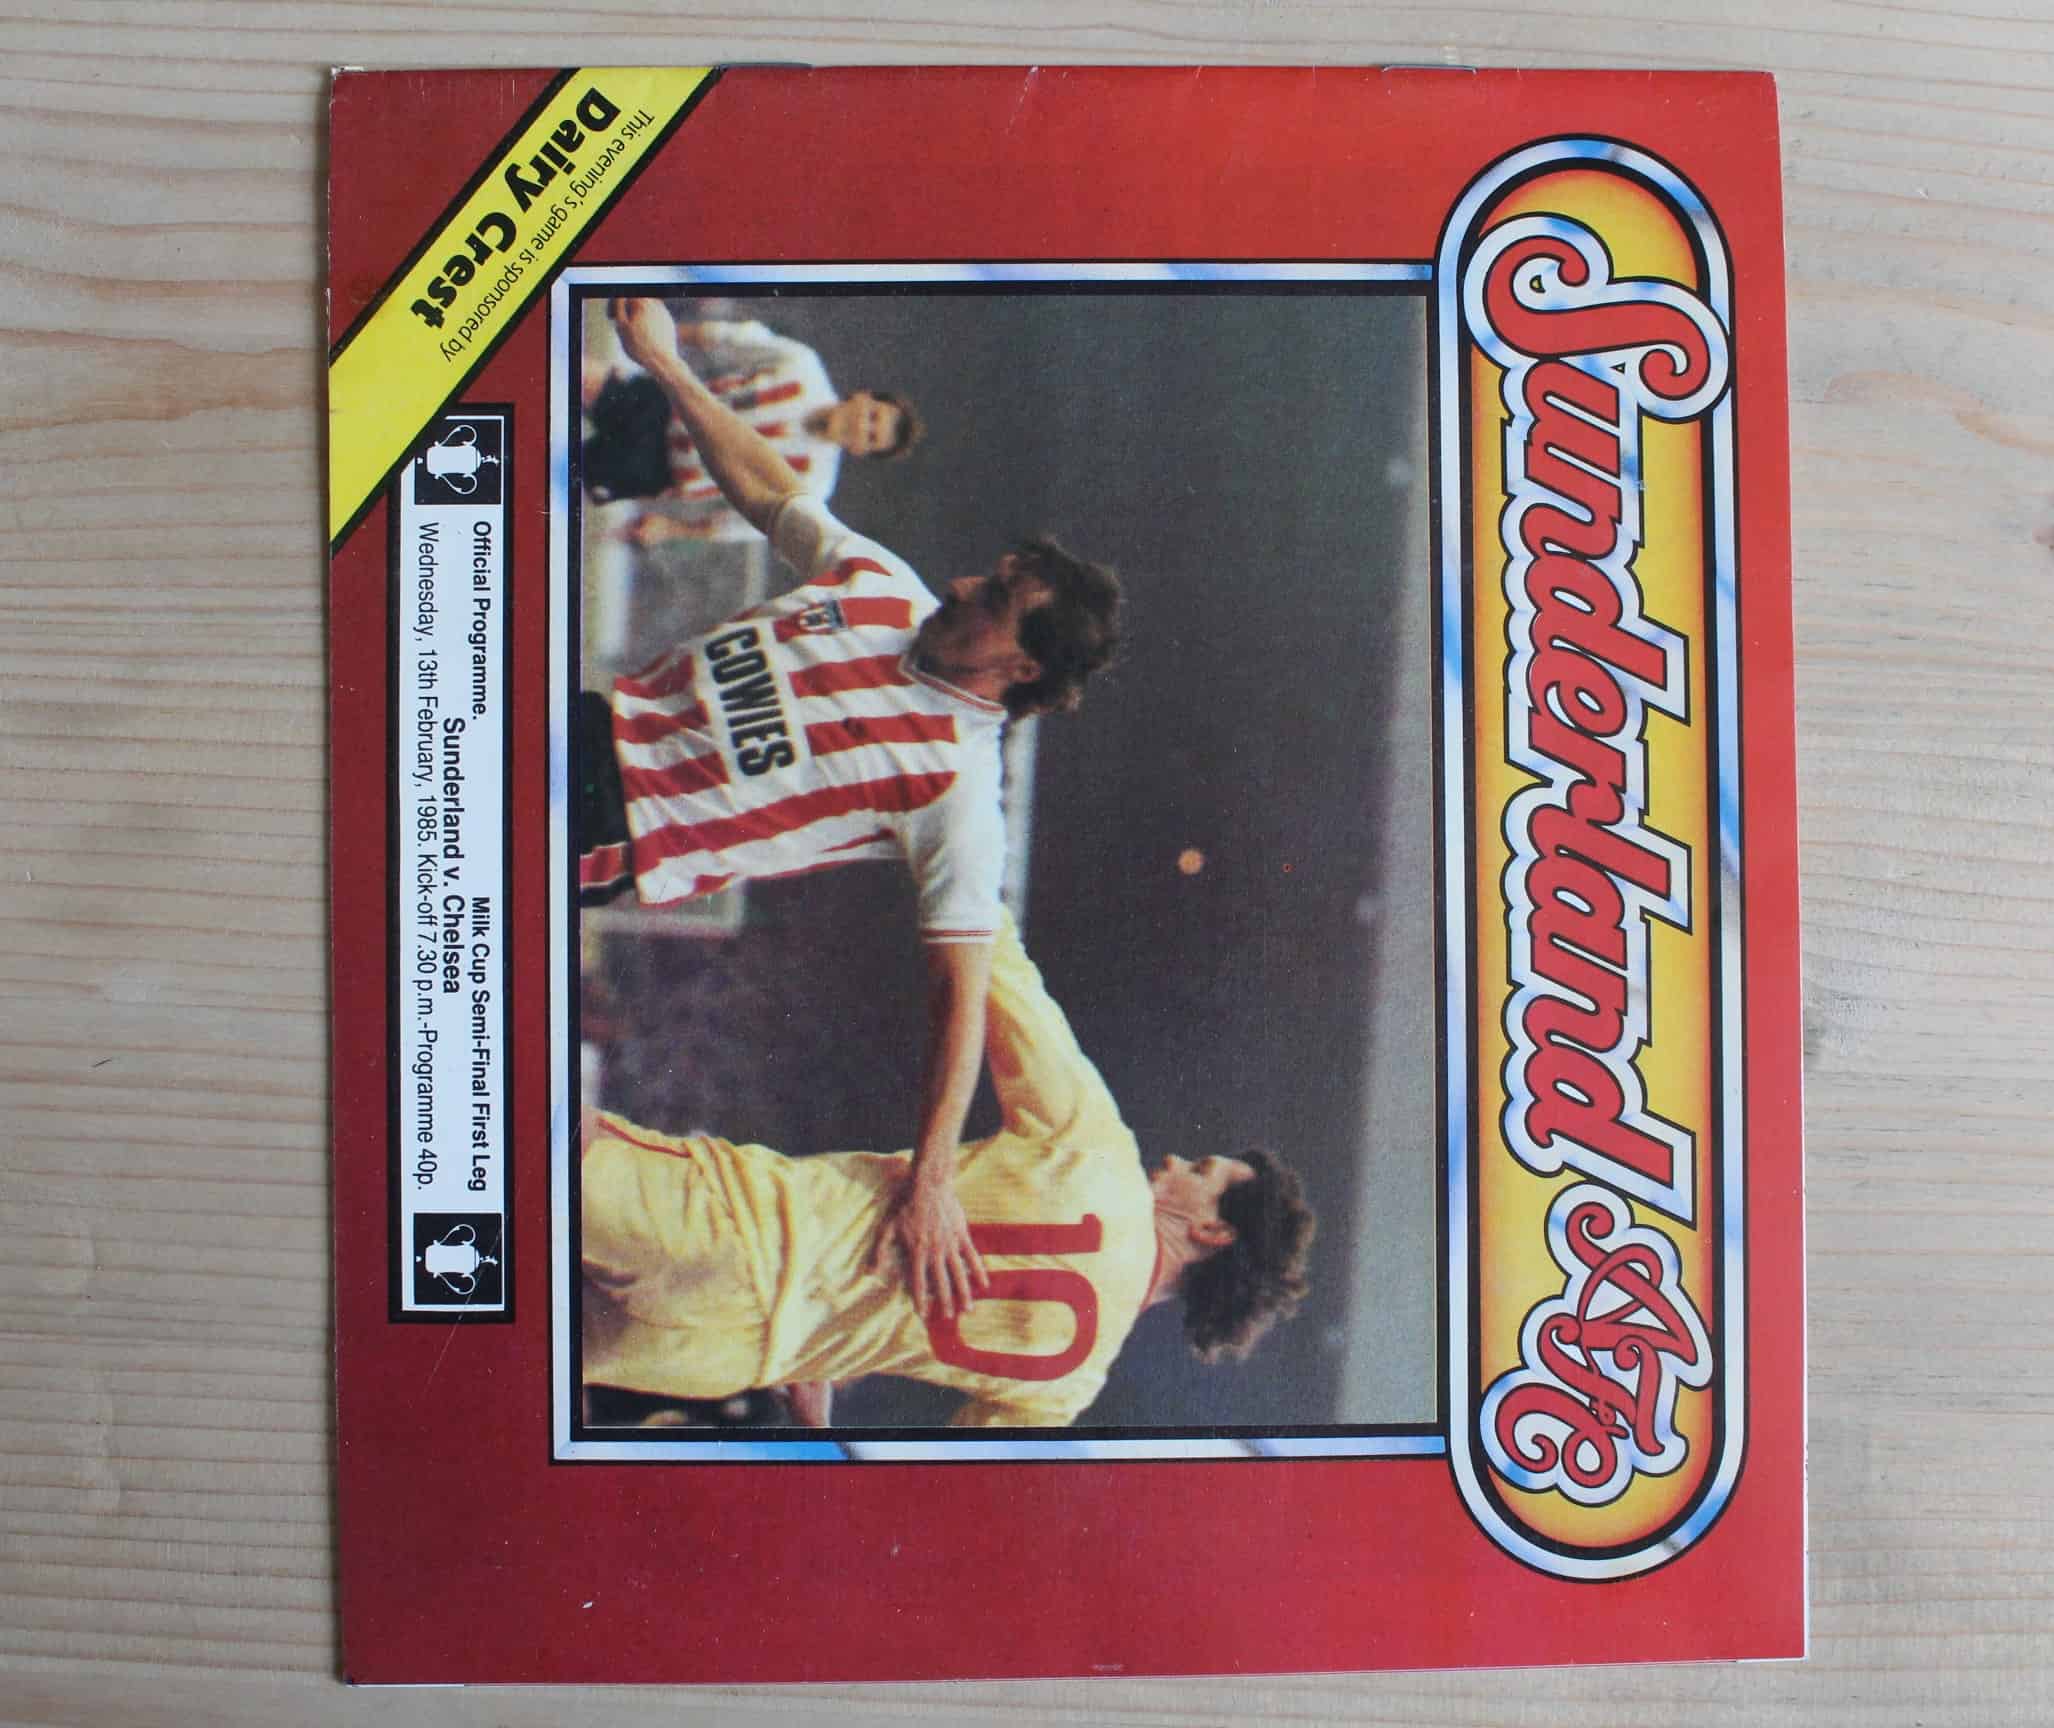 Sunderland AFC
COWIES
10
This evening's game is sponsored by
Dairy Crest
Official Programme. Milk Cup Semi-Final First Leg
Sunderland v. Chelsea
Wednesday, 13th February, 1985. Kick-off 7.30 p.m.-Programme 40p.